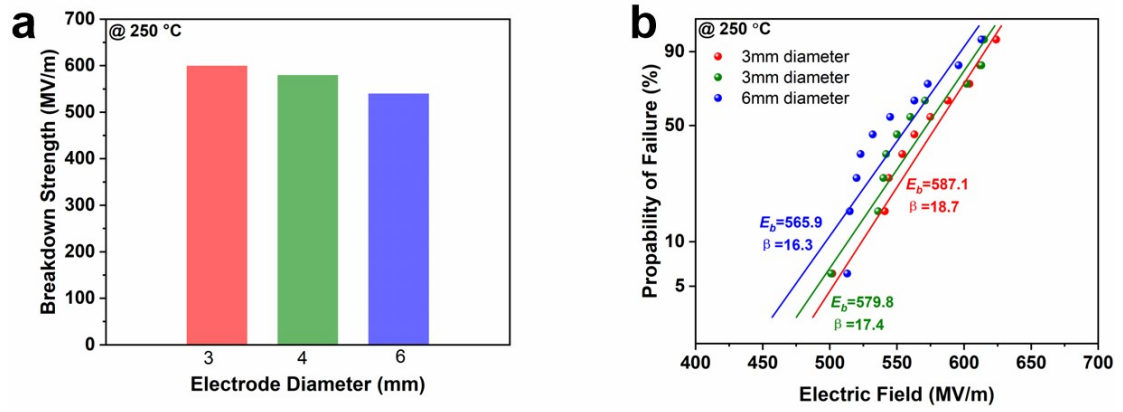 a
@ 250 °C
Breakdown Strength (MV/m)
700
600
500
400
300
200
100
0
3 4 6
Electrode Diameter (mm)
b
@ 250 °C
3mm diameter
3mm diameter
6mm diameter
Propability of Failure (%)
90
50
10
5
Eb=587.1
β =18.7
Eb=565.9
β =16.3
Eb=579.8
β =17.4
400 450 500 550 600 650 700
Electric Field (MV/m)